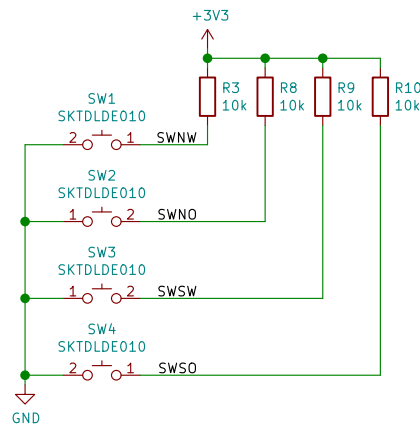 +3V3
R3
10k
R8
10k
R9
10k
R10
10k
SW1
SKTDLDE010
2 1 SWNW
SW2
SKTDLDE010
1 2 SWNO
SW3
SKTDLDE010
1 2 SWSW
SW4
SKTDLDE010
2 1 SWSO
GND